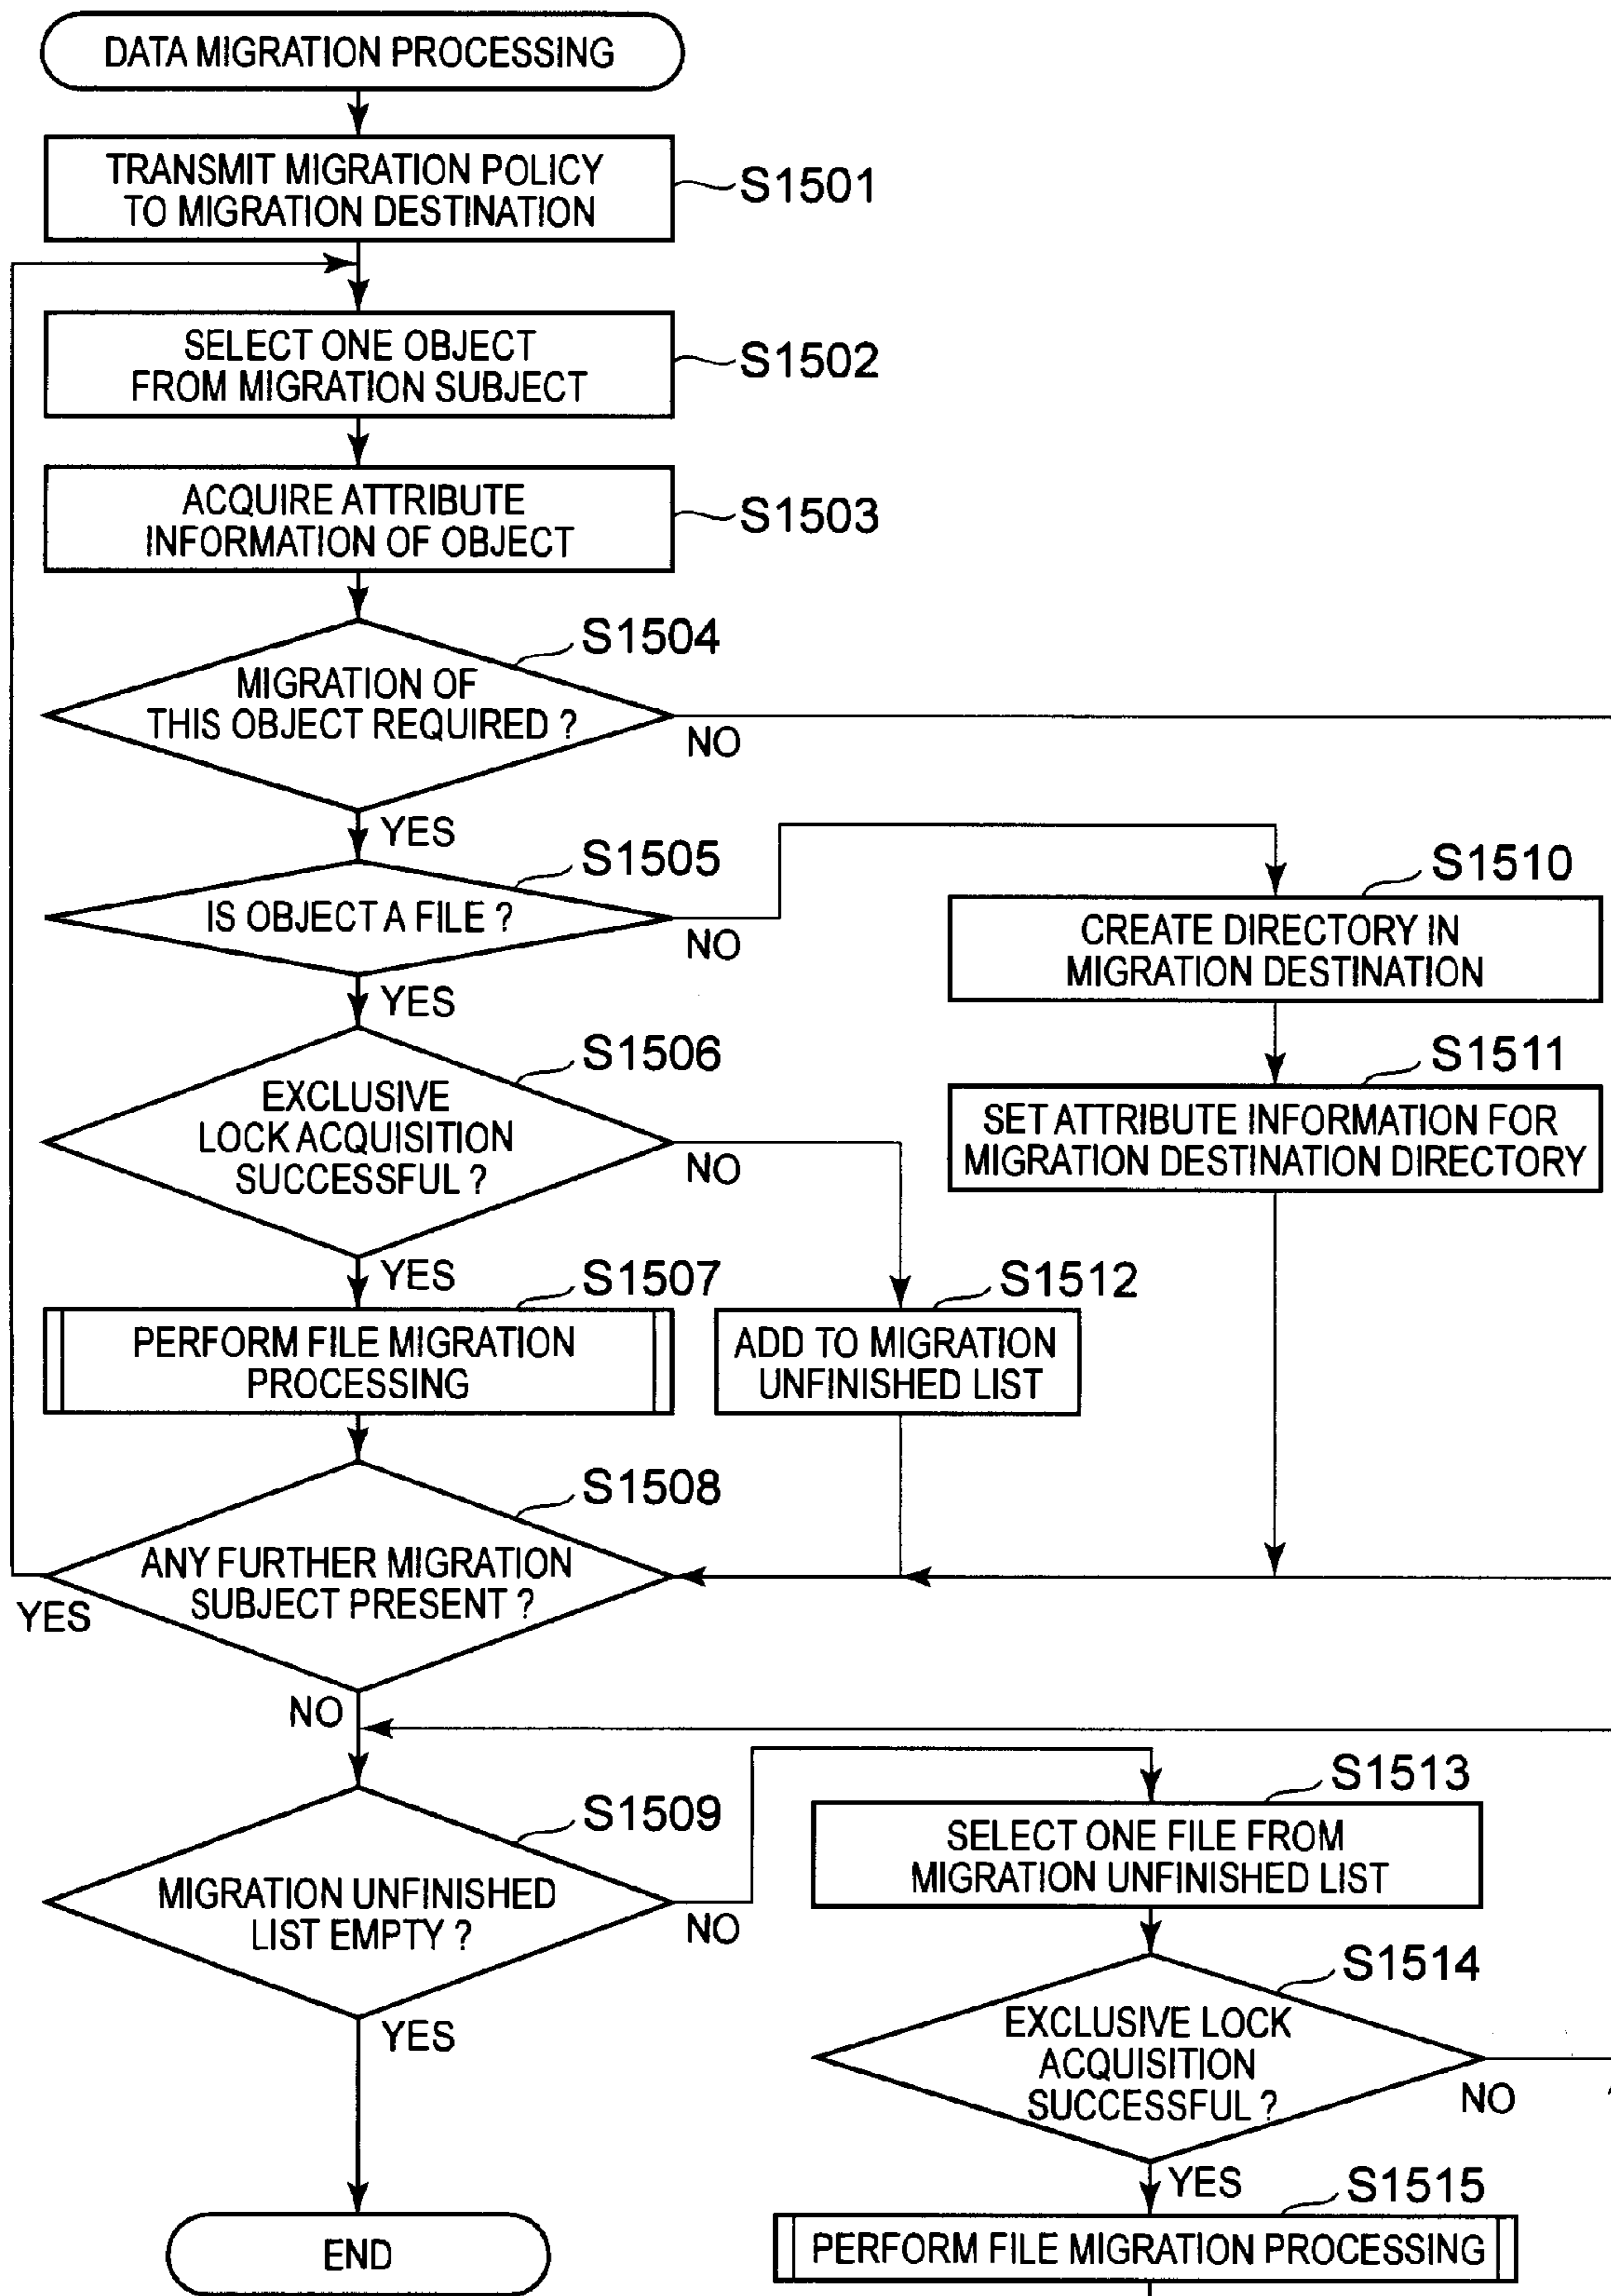 DATA MIGRATION PROCESSING
TRANSMIT MIGRATION POLICY
TO MIGRATION DESTINATION
S1501
SELECT ONE OBJECT
FROM MIGRATION SUBJECT
S1502
ACQUIRE ATTRIBUTE
INFORMATION OF OBJECT
S1503
S1504
MIGRATION OF
THIS OBJECT REQUIRED ?
NO
YES
S1505
IS OBJECT A FILE ?
NO
YES
S1510
CREATE DIRECTORY IN
MIGRATION DESTINATION
S1511
SET ATTRIBUTE INFORMATION FOR
MIGRATION DESTINATION DIRECTORY
S1506
EXCLUSIVE
LOCK ACQUISITION
SUCCESSFUL ?
NO
YES
S1507
PERFORM FILE MIGRATION
PROCESSING
S1512
ADD TO MIGRATION
UNFINISHED LIST
S1508
ANY FURTHER MIGRATION
SUBJECT PRESENT ?
YES
NO
S1509
MIGRATION UNFINISHED
LIST EMPTY ?
NO
YES
S1513
SELECT ONE FILE FROM
MIGRATION UNFINISHED LIST
S1514
EXCLUSIVE LOCK
ACQUISITION
SUCCESSFUL ?
NO
YES
S1515
PERFORM FILE MIGRATION PROCESSING
END